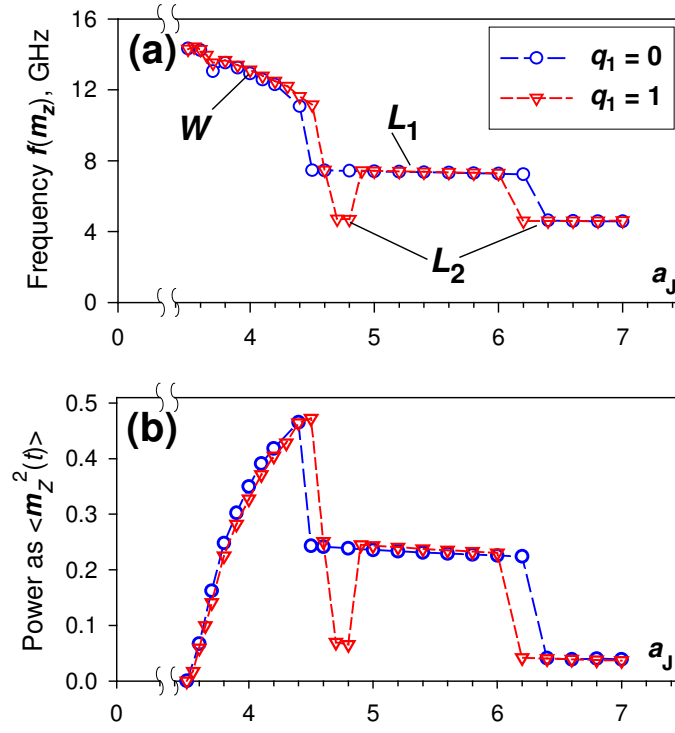 (a)
q1 = 0
q1 = 1
Frequency f(mz), GHz
16
12
8
4
0
W
L1
L2
aJ
0 4 5 6 7
(b)
Power as <mZ2(t)>
0.5
0.4
0.3
0.2
0.1
0.0
aJ
0 4 5 6 7